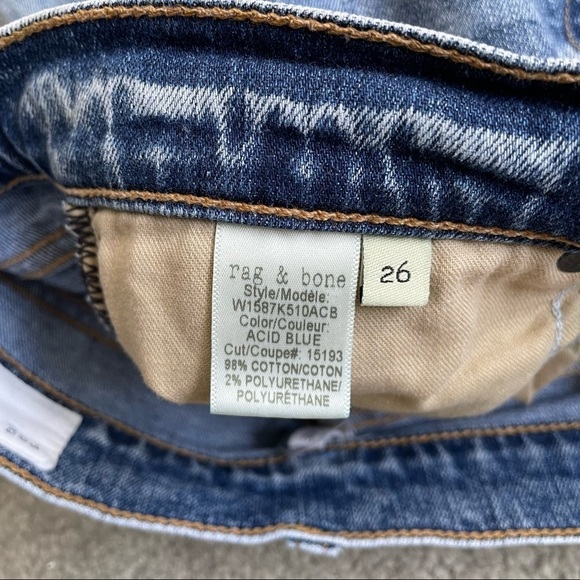 rag & bone
Style/Modèle:
W1587K510ACB
Color/Couleur:
ACID BLUE
Cut/Coupe#: 15193
98% COTTON/COTON
2% POLYURETHANE/
POLYURÉTHANE
26